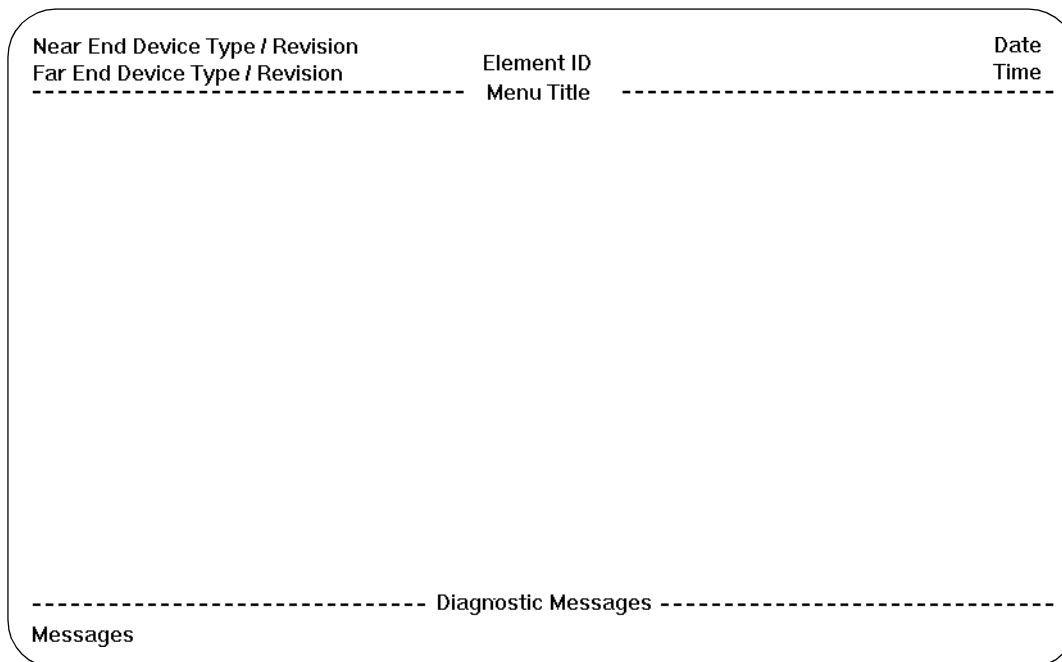 Near End Device Type / Revision
Far End Device Type / Revision
Element ID
Menu Title
Date
Time
Diagnostic Messages
Messages